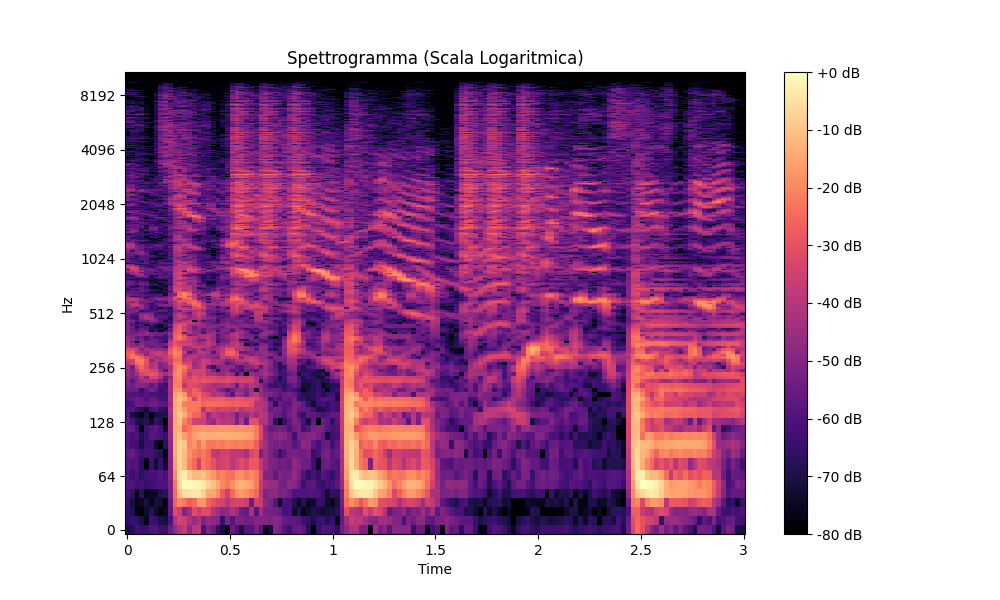 Spettrogramma (Scala Logaritmica)
8192
4096
2048
1024
512
256
128
64
0
Hz
0
0.5
1
1.5
2
2.5
3
Time
+0 dB
-10 dB
-20 dB
-30 dB
-40 dB
-50 dB
-60 dB
-70 dB
-80 dB